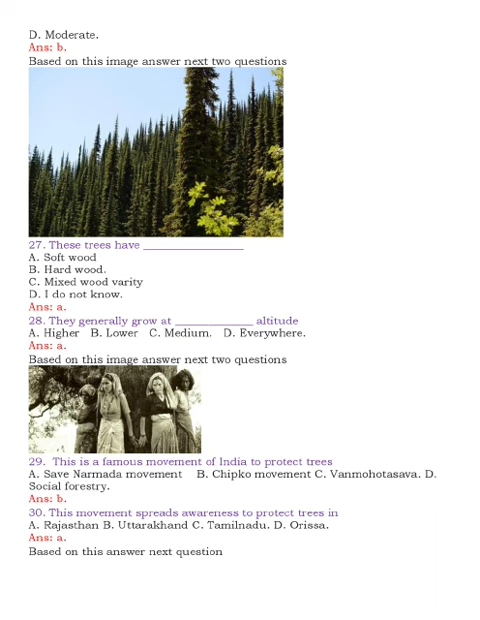 D. Moderate.
Ans: b.
Based on this image answer next two questions
27. These trees have _________________
A. Soft wood
B. Hard wood.
C. Mixed wood varity
D. I do not know.
Ans: a.
28. They generally grow at _____________ altitude
A. Higher B. Lower C. Medium. D. Everywhere.
Ans: a.
Based on this image answer next two questions
29. This is a famous movement of India to protect trees
A. Save Narmada movement B. Chipko movement C. Vanmohotasava. D.
Social forestry.
Ans: b.
30. This movement spreads awareness to protect trees in
A. Rajasthan B. Uttarakhand C. Tamilnadu. D. Orissa.
Ans: a.
Based on this answer next question